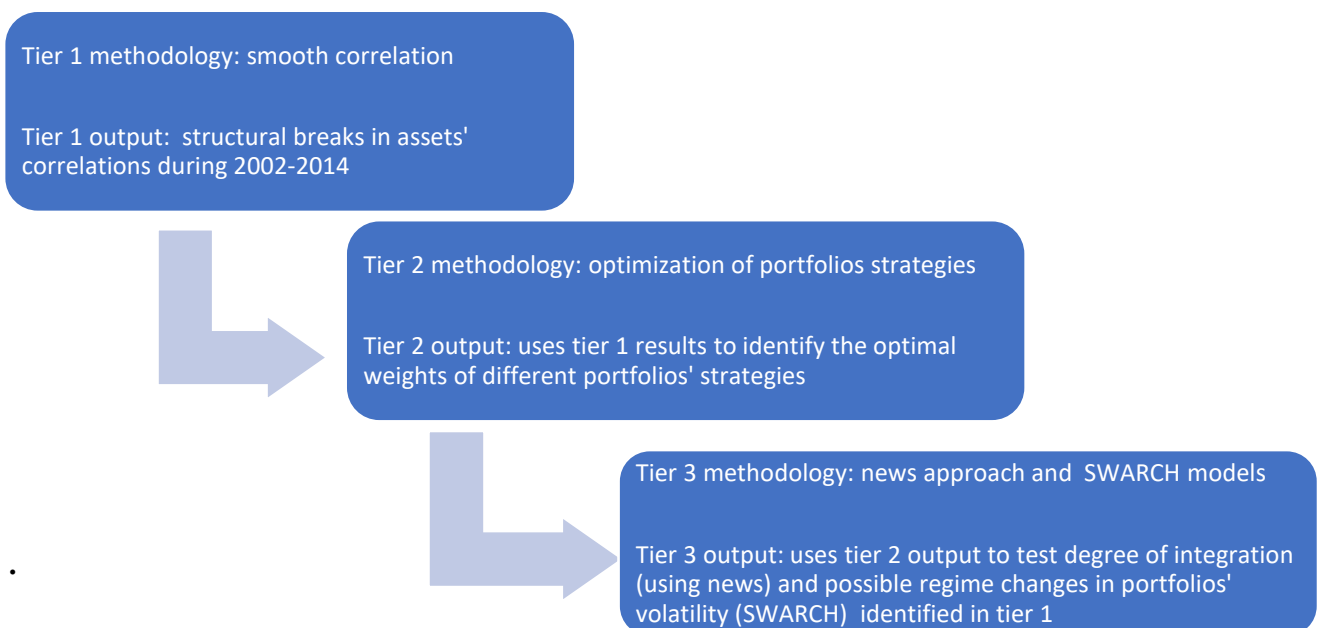 Tier 1 methodology: smooth correlation
Tier 1 output: structural breaks in assets'
correlations during 2002-2014
Tier 2 methodology: optimization of portfolios strategies
Tier 2 output: uses tier 1 results to identify the optimal
weights of different portfolios' strategies
Tier 3 methodology: news approach and SWARCH models
Tier 3 output: uses tier 2 output to test degree of integration
(using news) and possible regime changes in portfolios'
volatility (SWARCH) identified in tier 1
.